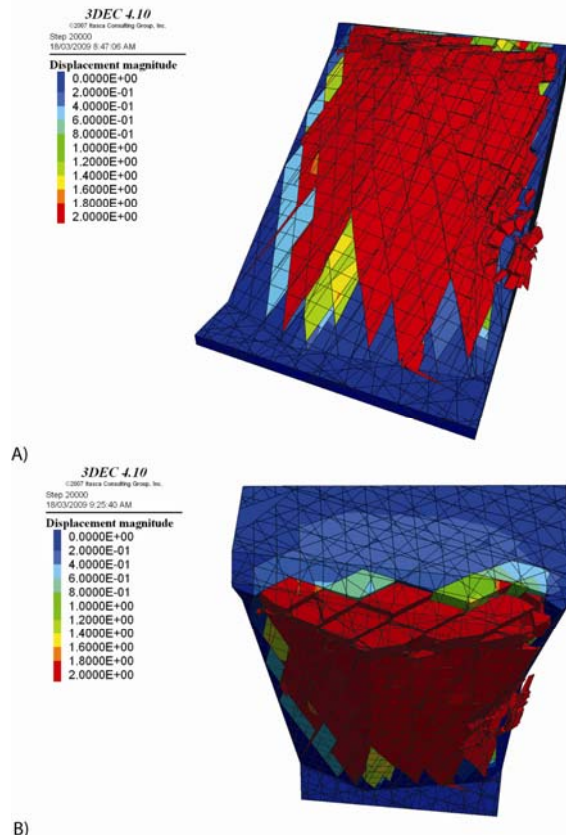 3DEC 4.10
©2007 Itasca Consulting Group, Inc.
Step 20000
18/03/2009 8:47:06 AM
Displacement magnitude
0.0000E+00
2.0000E-01
4.0000E-01
6.0000E-01
8.0000E-01
1.0000E+00
1.2000E+00
1.4000E+00
1.6000E+00
1.8000E+00
2.0000E+00
A)
3DEC 4.10
©2007 Itasca Consulting Group, Inc.
Step 20000
18/03/2009 9:25:40 AM
Displacement magnitude
0.0000E+00
2.0000E-01
4.0000E-01
6.0000E-01
8.0000E-01
1.0000E+00
1.2000E+00
1.4000E+00
1.6000E+00
1.8000E+00
2.0000E+00
B)